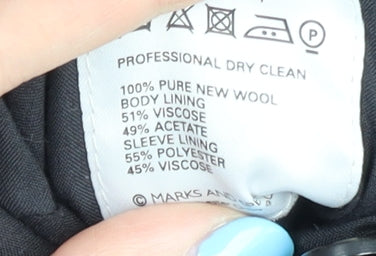 P
PROFESSIONAL DRY CLEAN
100% PURE NEW WOOL
BODY LINING
51% VISCOSE
49% ACETATE
SLEEVE LINING
55% POLYESTER
45% VISCOSE
© MARKS AND